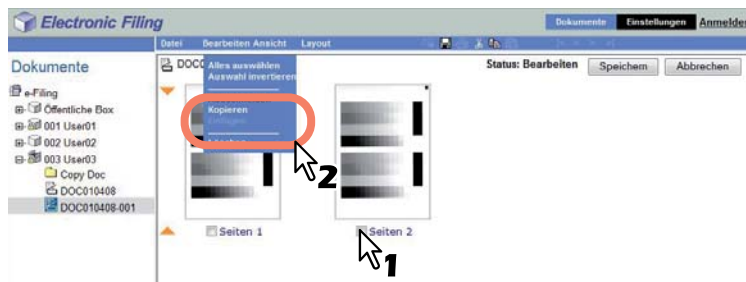 Electronic Filing
Dokumente Einstellungen Anmelden
Datei Bearbeiten Ansicht Layout
Dokumente
DOC
Status: Bearbeiten Speichern Abbrechen
e-Filing
Öffentliche Box
001 User01
002 User02
003 User03
Copy Doc
DOC010408
DOC010408-001
Alles auswählen
Auswahl invertieren
Kopieren
Einfügen
Löschen
2
Seiten 1
Seiten 2
1